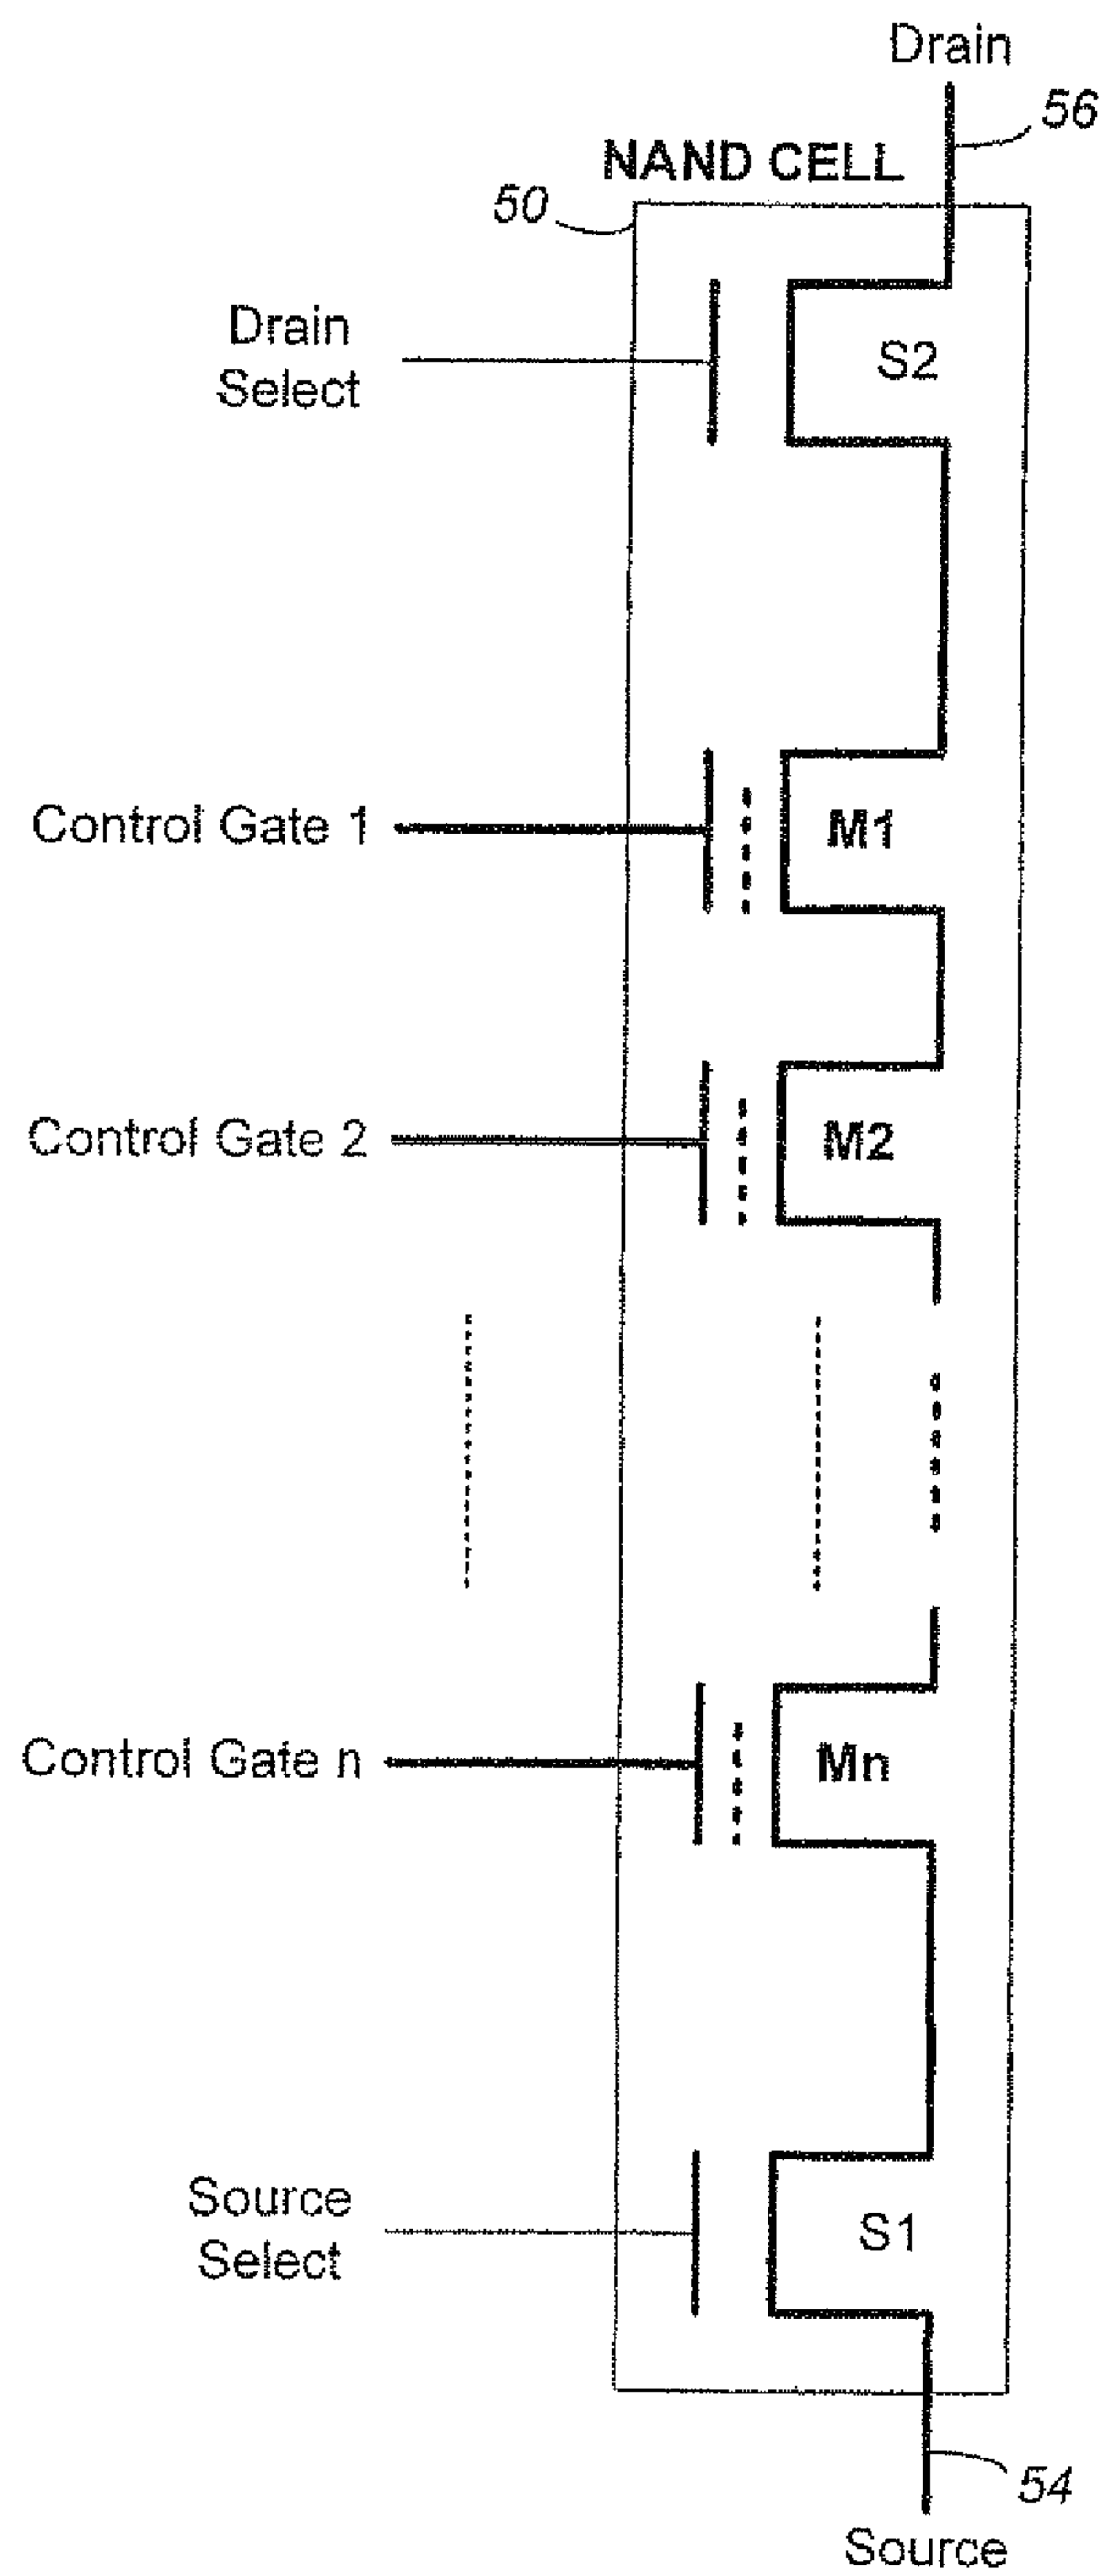 Drain
56
NAND CELL
50
Drain
Select
S2
Control Gate 1
M1
Control Gate 2
M2
Control Gate n
Mn
Source
Select
S1
54
Source